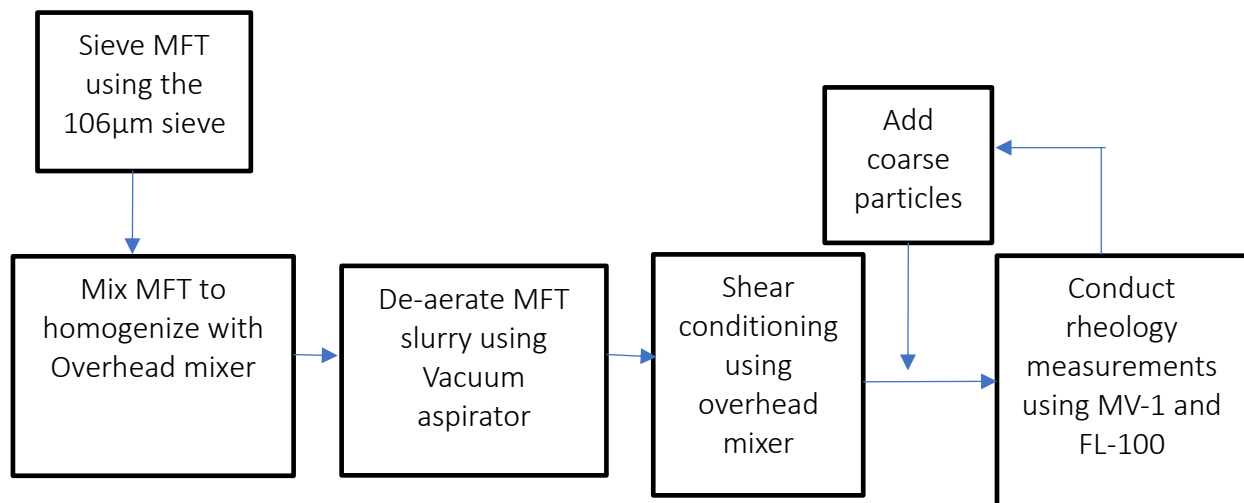 Sieve MFT
using the
106µm sieve
Mix MFT to
homogenize with
Overhead mixer
De-aerate MFT
slurry using
Vacuum
aspirator
Shear
conditioning
using
overhead
mixer
Add
coarse
particles
Conduct
rheology
measurements
using MV-1 and
FL-100